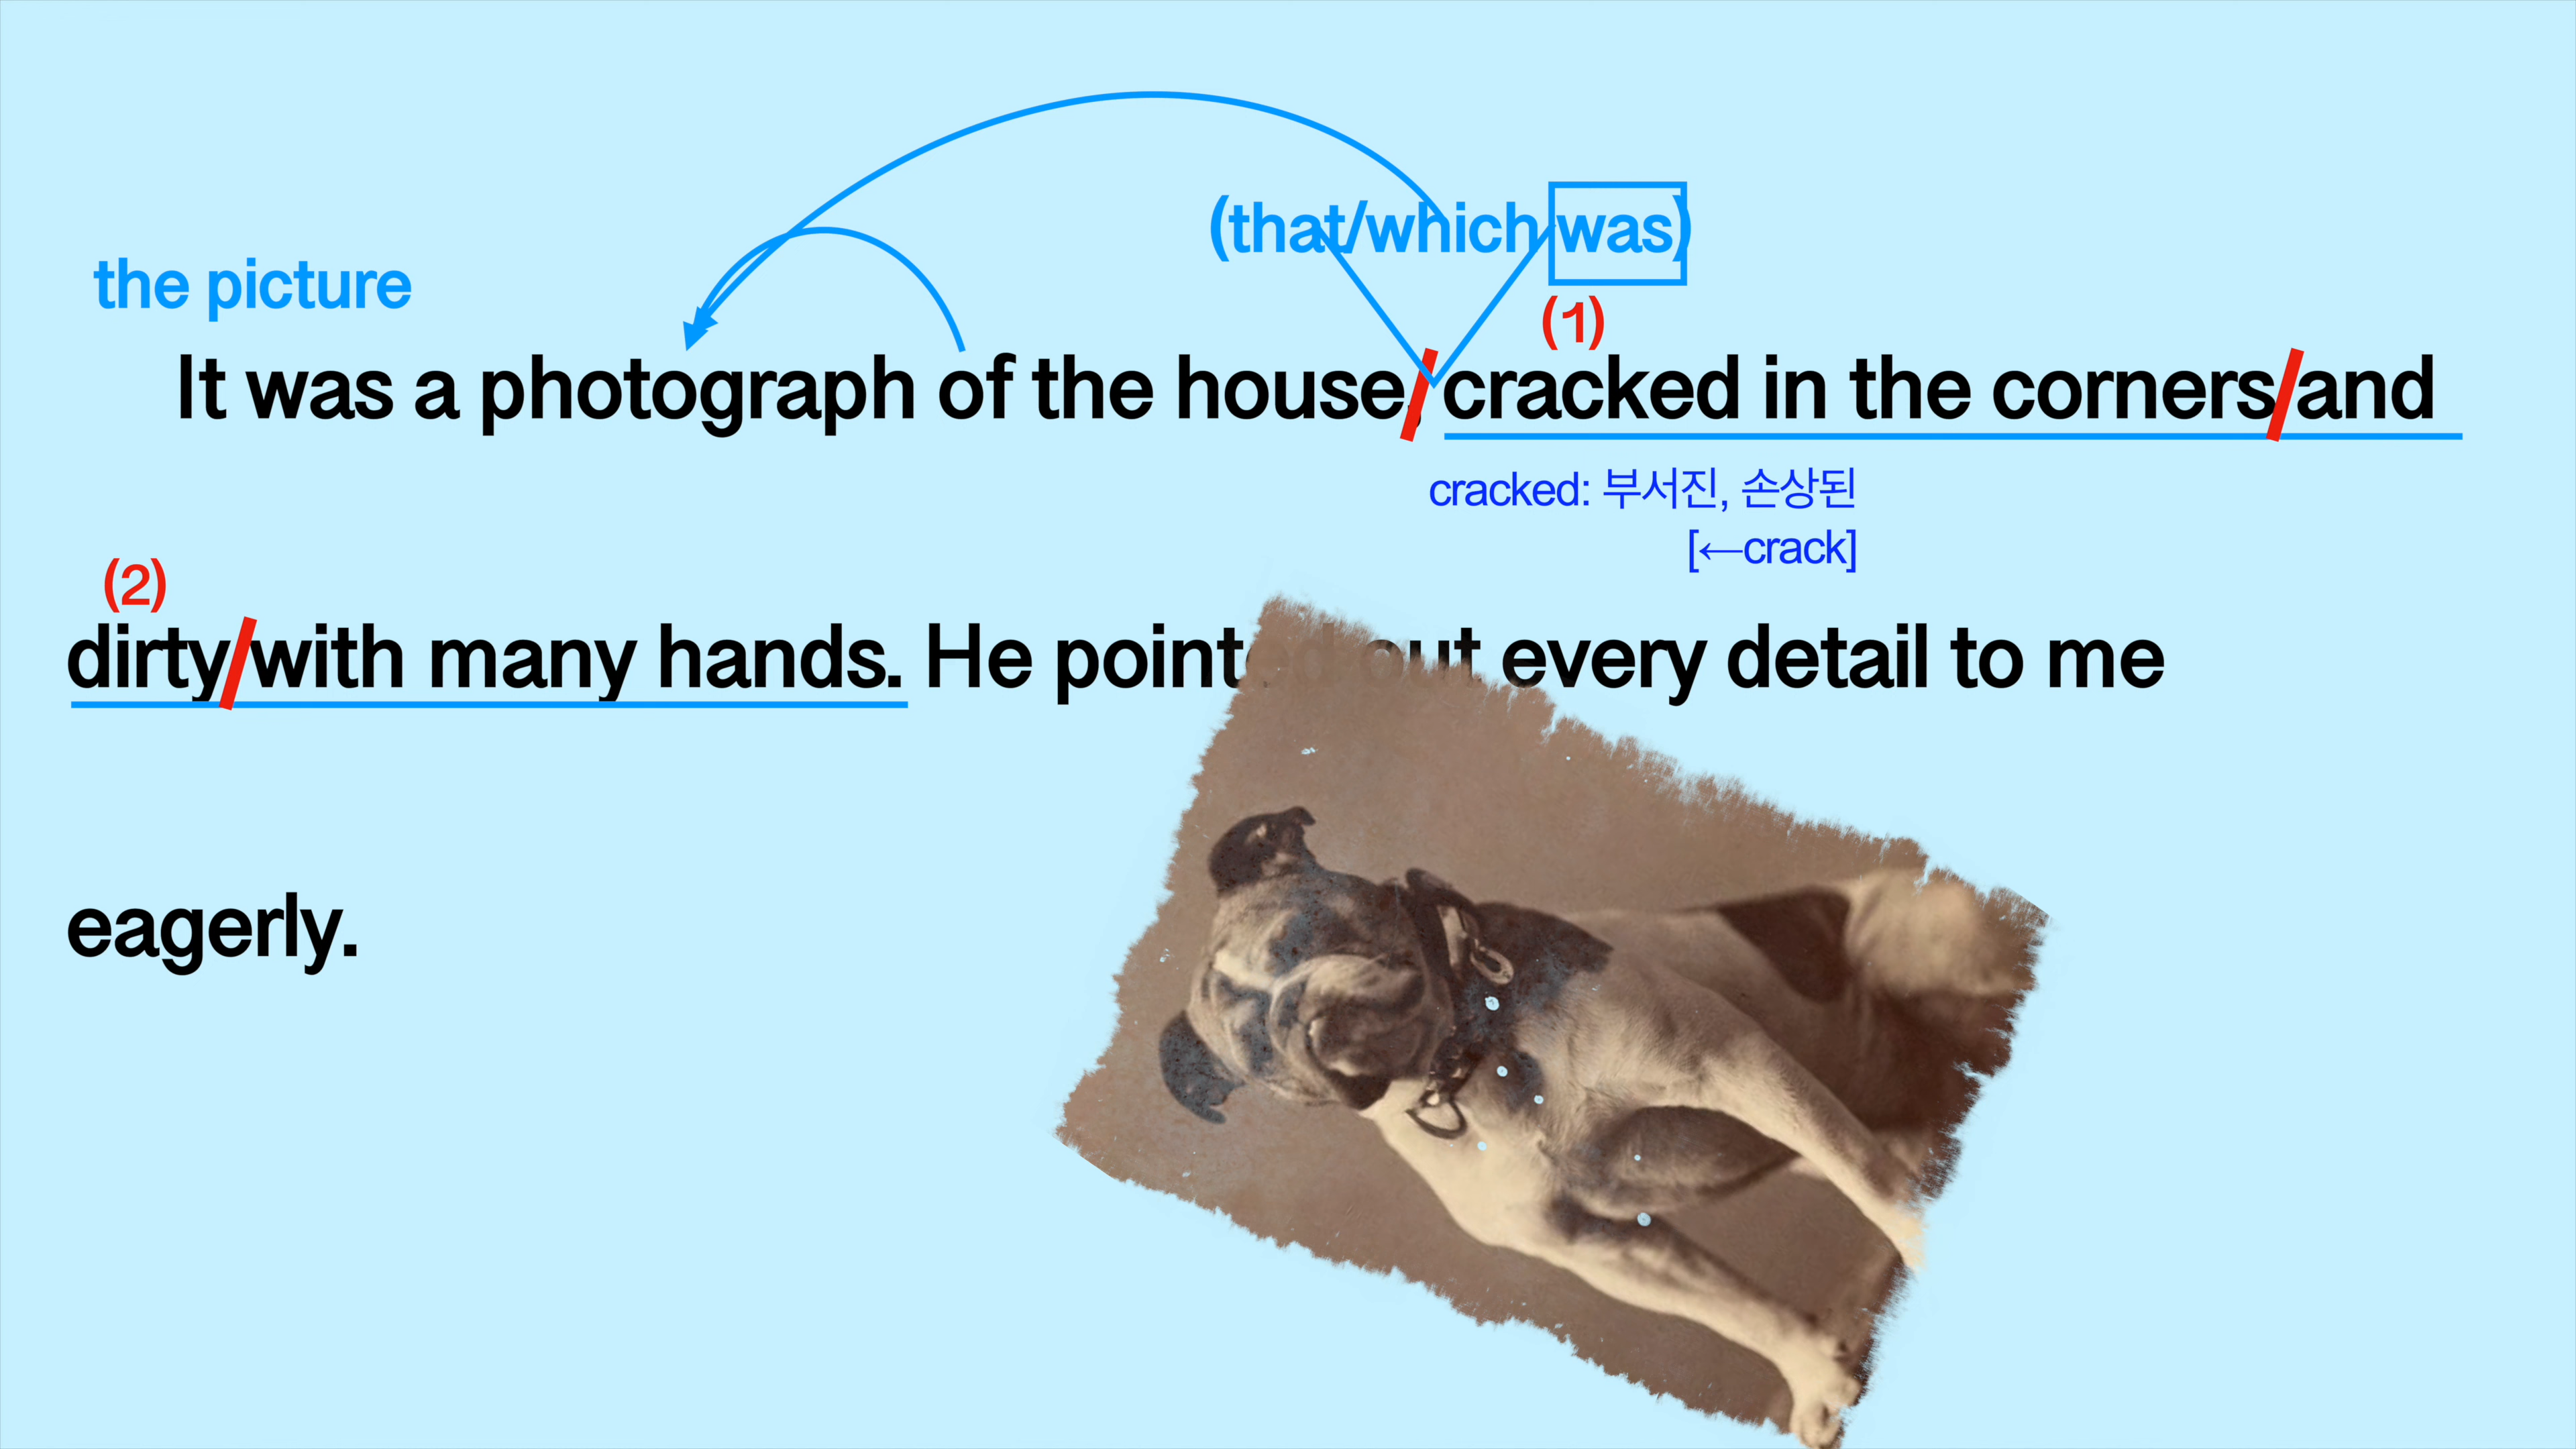 (that/which was)
the picture
(1)
It was a photograph of the house, cracked in the corners/and
cracked: 부서진, 손상된
[←crack]
(2)
dirty/with many hands. He pointed out every detail to me
eagerly.